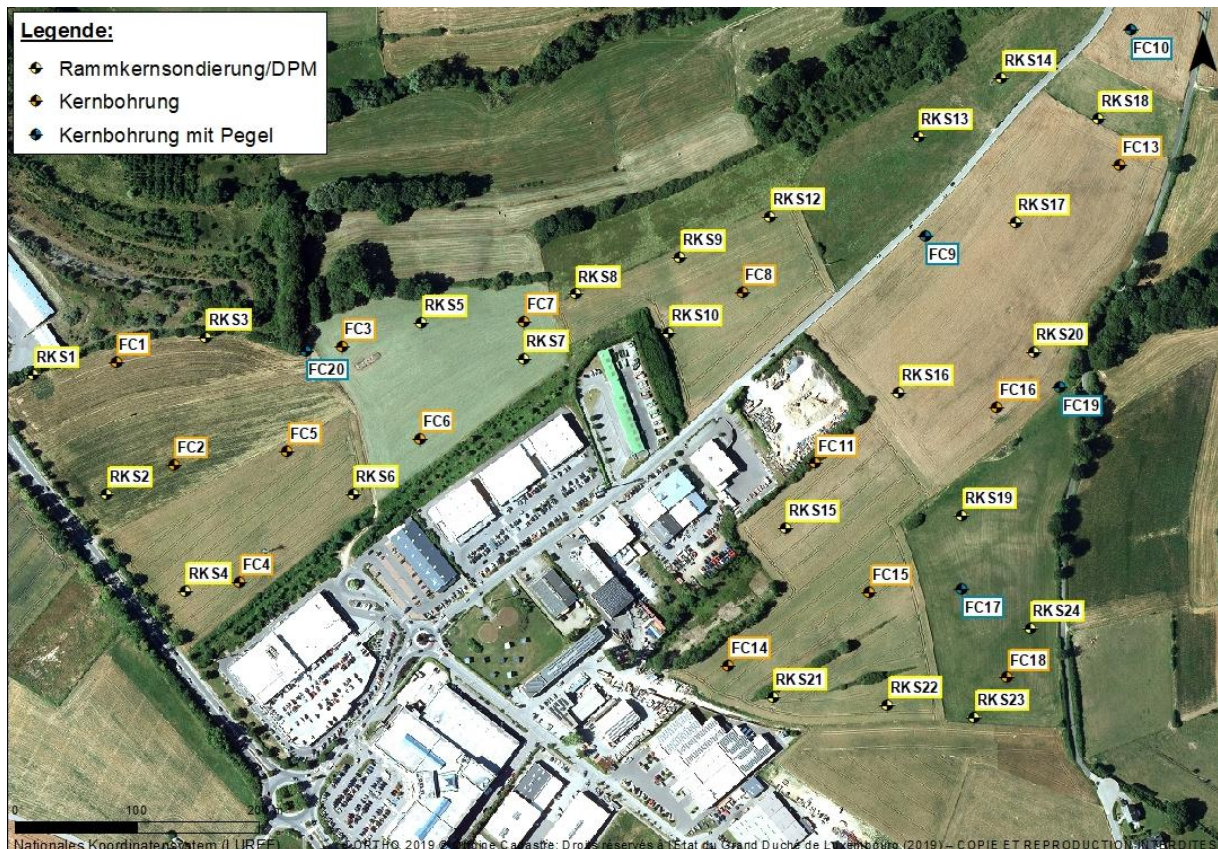 Legende:
Rammkernsondierung/DPM
Kernbohrung
Kernbohrung mit Pegel
FC10
RKS14
RKS18
RKS13
FC13
RKS12
RKS17
RKS9
FC9
RKS8
FC8
RKS5
FC7
RKS3
FC3
RKS10
FC1
RKS7
RKS20
RKS1
FC20
RKS16
FC16
FC19
FC6
FC5
FC2
FC11
RKS2
RKS6
RKS19
RKS15
RKS4
FC4
FC15
FC17
RKS24
FC14
FC18
RKS21
RKS22
RKS23
0 100
Nationales Koordinatensystem (LUREF)
ORTHO 2019 © Origine Cadastre: Droits réservés à l'Etat du Grand Duché de Luxembourg (2019) – COPIE ET REPRODUCTION INTERDITES